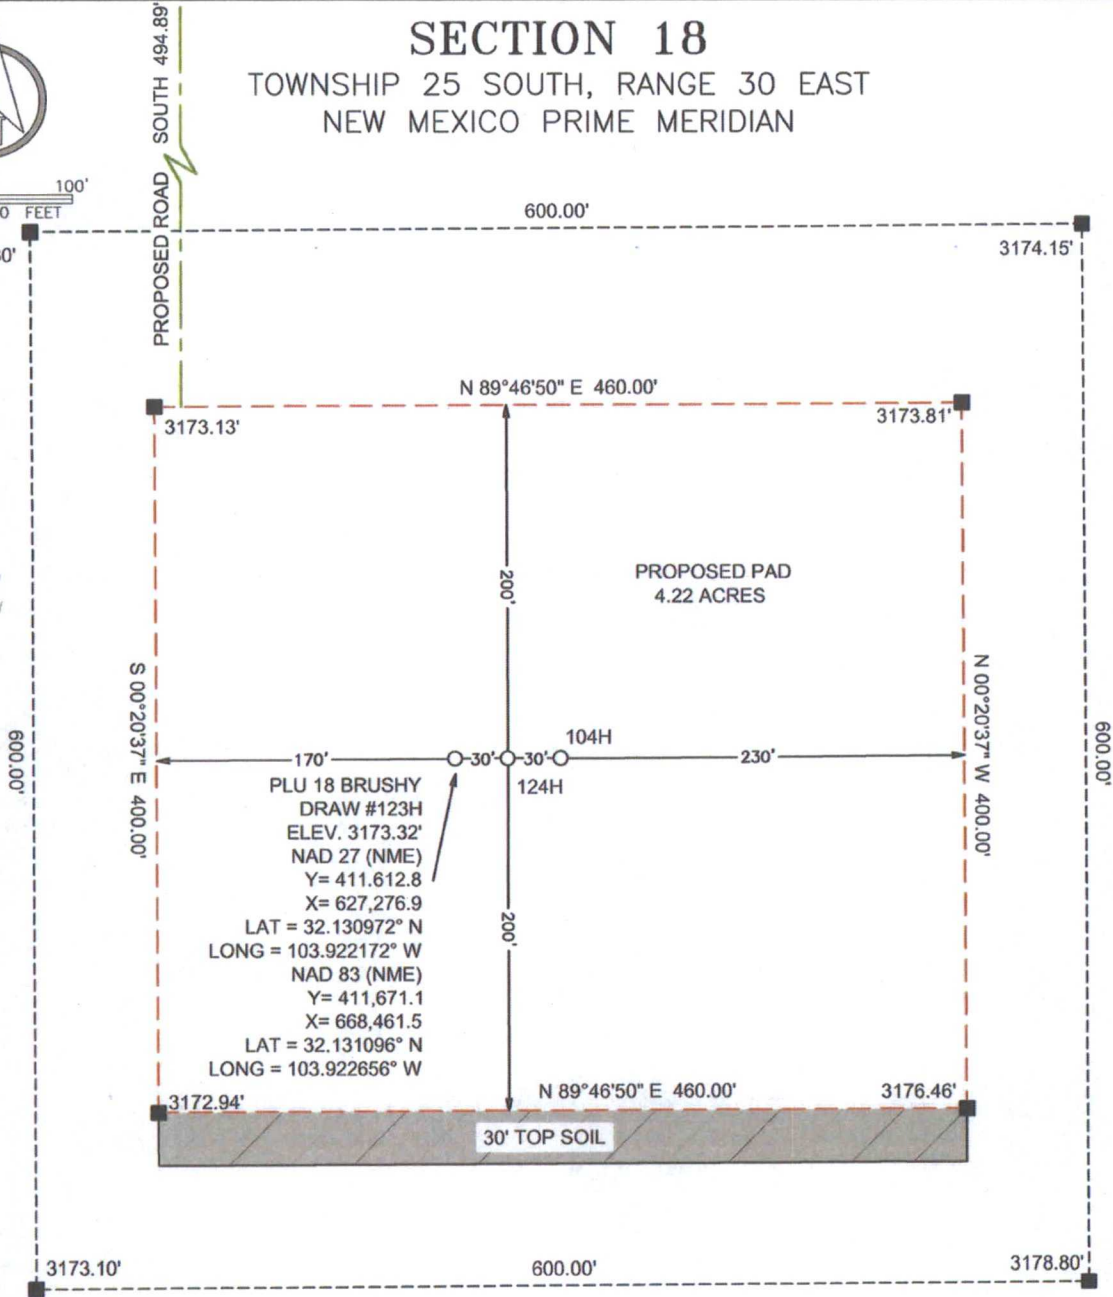 SECTION 18
TOWNSHIP 25 SOUTH, RANGE 30 EAST
NEW MEXICO PRIME MERIDIAN
PROPOSED ROAD SOUTH 494.89'
100'
FEET
600.00'
3174.15'
N 89°46'50" E 460.00'
3173.13'
3173.81'
200'
PROPOSED PAD
4.22 ACRES
S 00°20'37" E 400.00'
N 00°20'37" W 400.00'
600.00'
600.00'
104H
170'
30'
30'
230'
124H
PLU 18 BRUSHY
DRAW #123H
ELEV. 3173.32'
NAD 27 (NME)
Y= 411.612.8
X= 627,276.9
LAT = 32.130972° N
LONG = 103.922172° W
NAD 83 (NME)
Y= 411,671.1
X= 668,461.5
LAT = 32.131096° N
LONG = 103.922656° W
200'
N 89°46'50" E 460.00'
3172.94'
3176.46'
30' TOP SOIL
3173.10'
600.00'
3178.80'